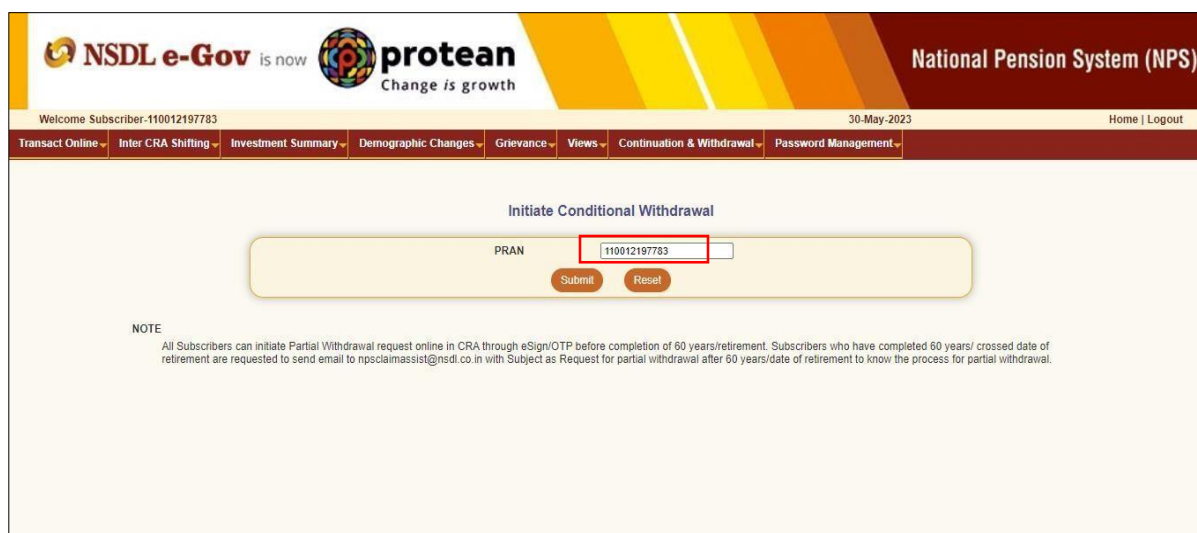 NSDL e-Gov is now protean
Change is growth
National Pension System (NPS)
Welcome Subscriber-110012197783 30-May-2023 Home | Logout
Transact Online Inter CRA Shifting Investment Summary Demographic Changes Grievance Views Continuation & Withdrawal Password Management
Initiate Conditional Withdrawal
PRAN 110012197783
Submit Reset
NOTE
All Subscribers can initiate Partial Withdrawal request online in CRA through eSign/OTP before completion of 60 years/retirement. Subscribers who have completed 60 years/ crossed date of
retirement are requested to send email to npsclaimassist@nsdl.co.in with Subject as Request for partial withdrawal after 60 years/date of retirement to know the process for partial withdrawal.